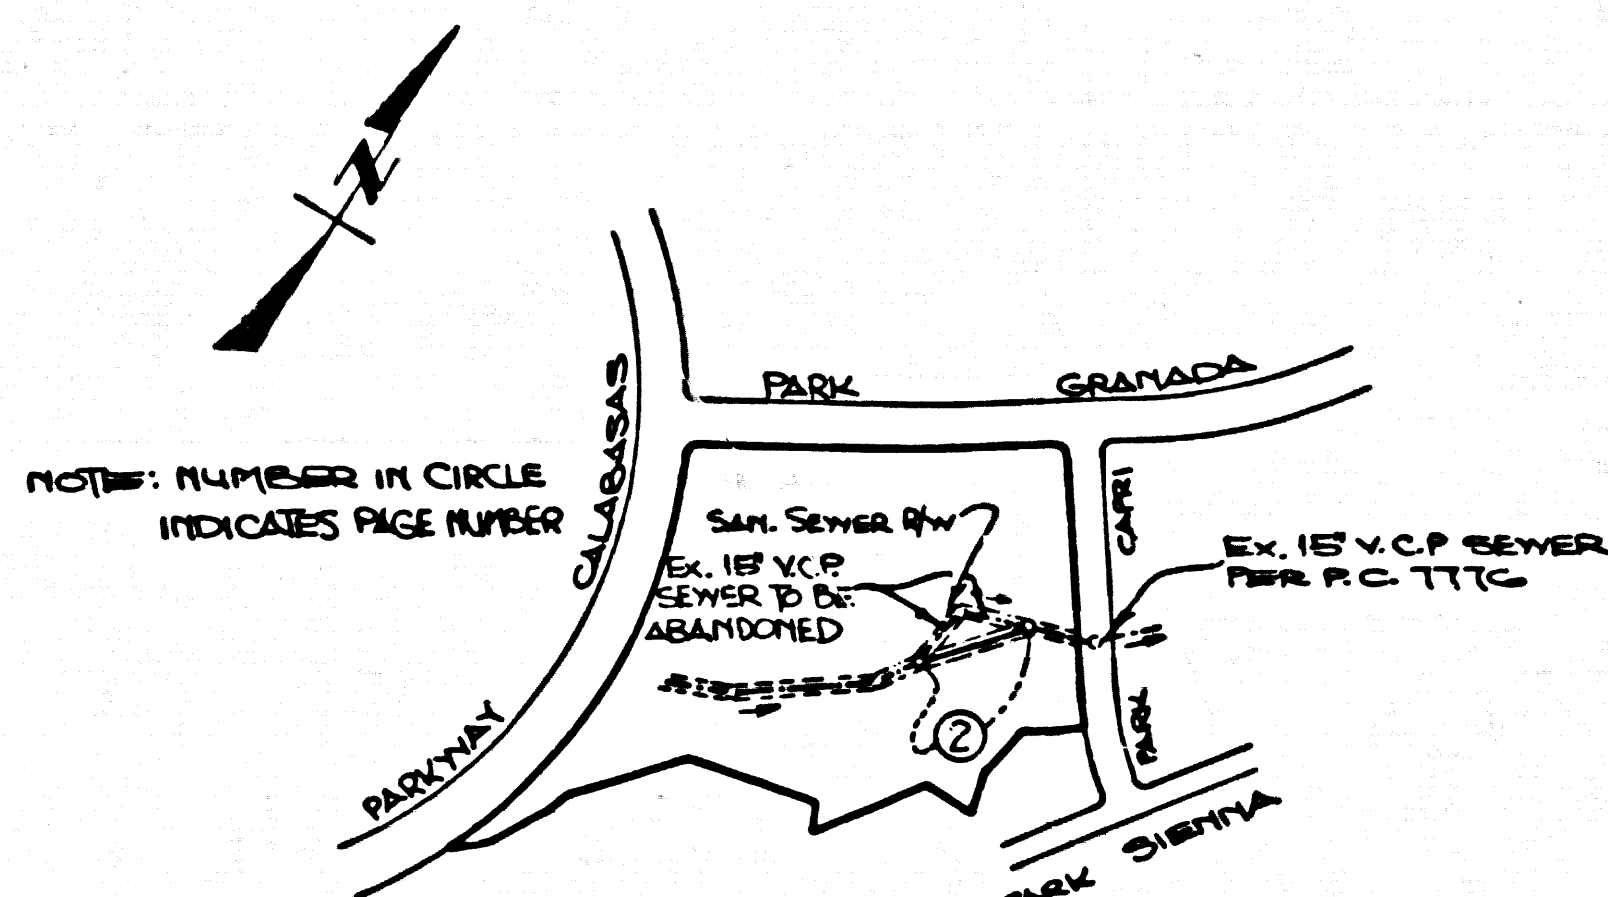 N
PARK GRANADA
CALABASAS
PARKWAY
NOTE: NUMBER IN CIRCLE
INDICATES PAGE NUMBER
SAN. SEWER R/W
EX. 15" V.C.P.
SEWER TO BE
ABANDONED
CAPRI
PARK
EX. 15" V.C.P SEWER
PER P.C. 7776
2
PARK SIENNA